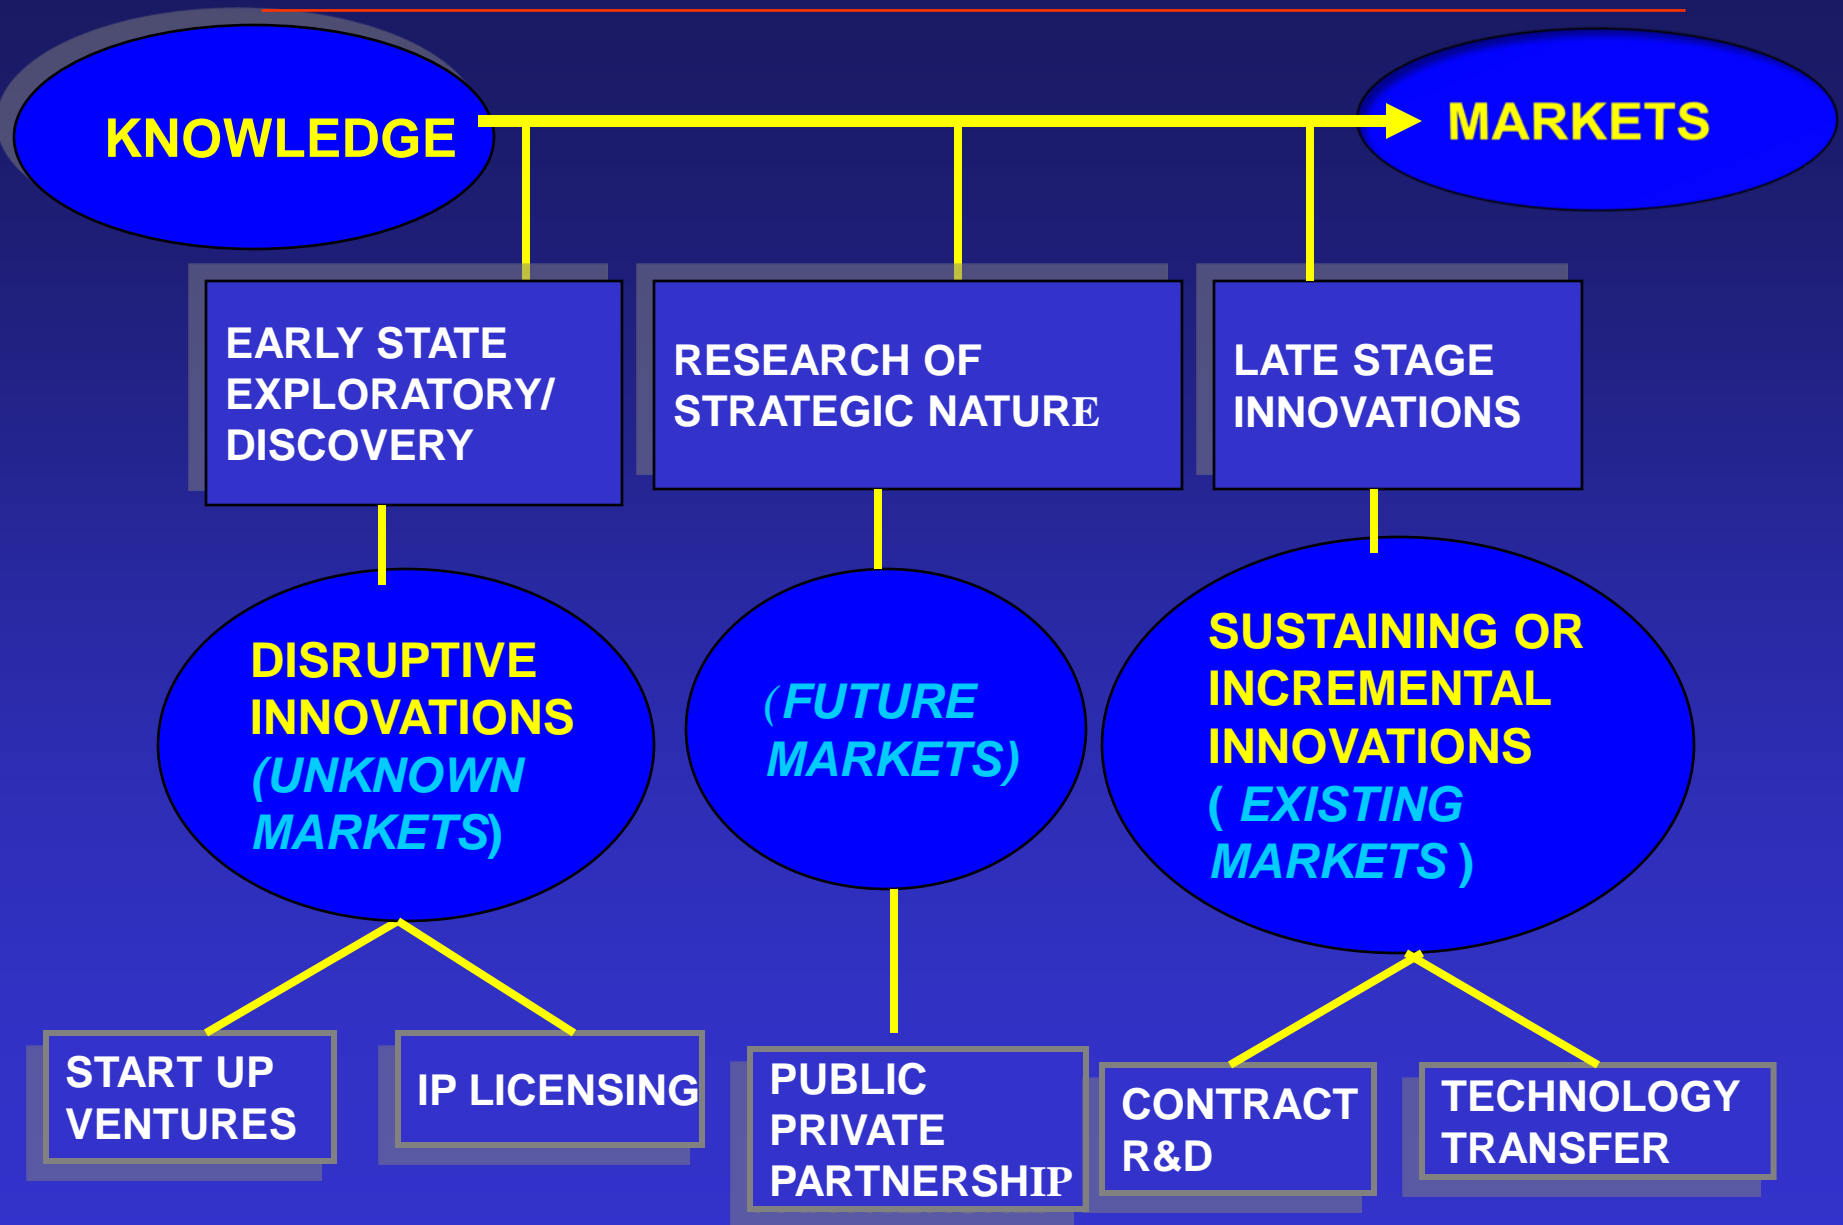 KNOWLEDGE
MARKETS
EARLY STATE
EXPLORATORY/
DISCOVERY
RESEARCH OF
STRATEGIC NATURE
LATE STAGE
INNOVATIONS
DISRUPTIVE
INNOVATIONS
(UNKNOWN
MARKETS)
(FUTURE
MARKETS)
SUSTAINING OR
INCREMENTAL
INNOVATIONS
( EXISTING
MARKETS )
START UP
VENTURES
IP LICENSING
PUBLIC
PRIVATE
PARTNERSHIP
CONTRACT
R&D
TECHNOLOGY
TRANSFER